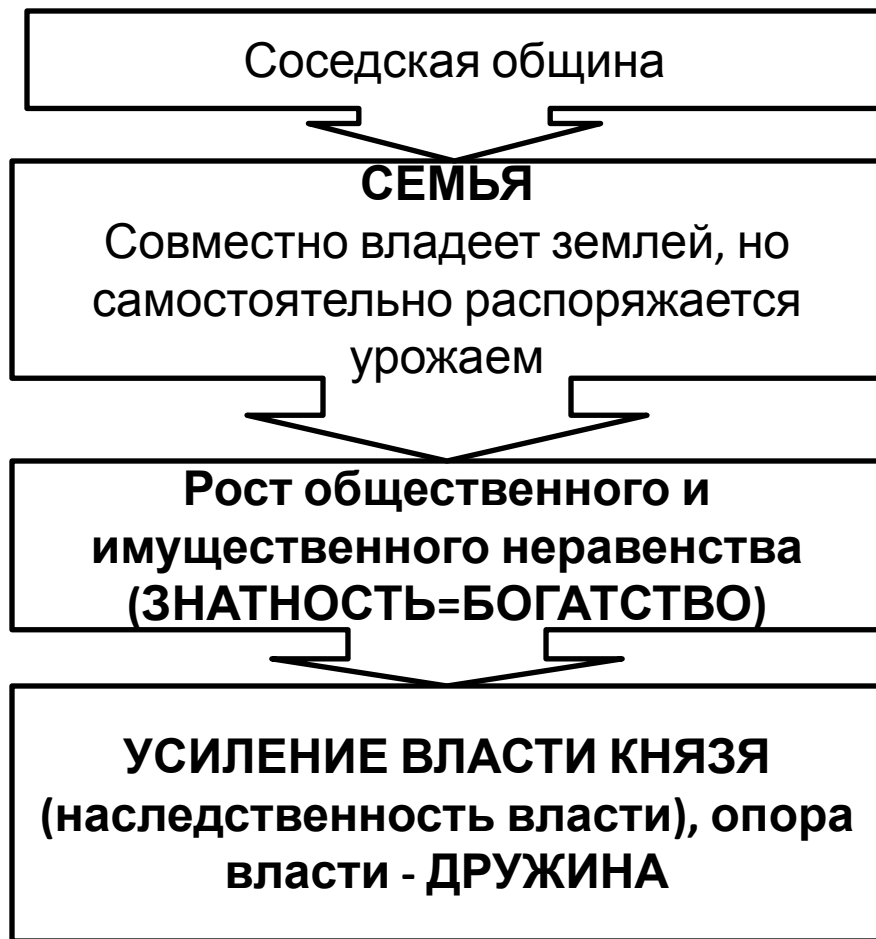 Соседская община
СЕМЬЯ
Совместно владеет землей, но
самостоятельно распоряжается
урожаем
Рост общественного и
имущественного неравенства
(ЗНАТНОСТЬ=БОГАТСТВО)
УСИЛЕНИЕ ВЛАСТИ КНЯЗЯ
(наследственность власти), опора
власти - ДРУЖИНА